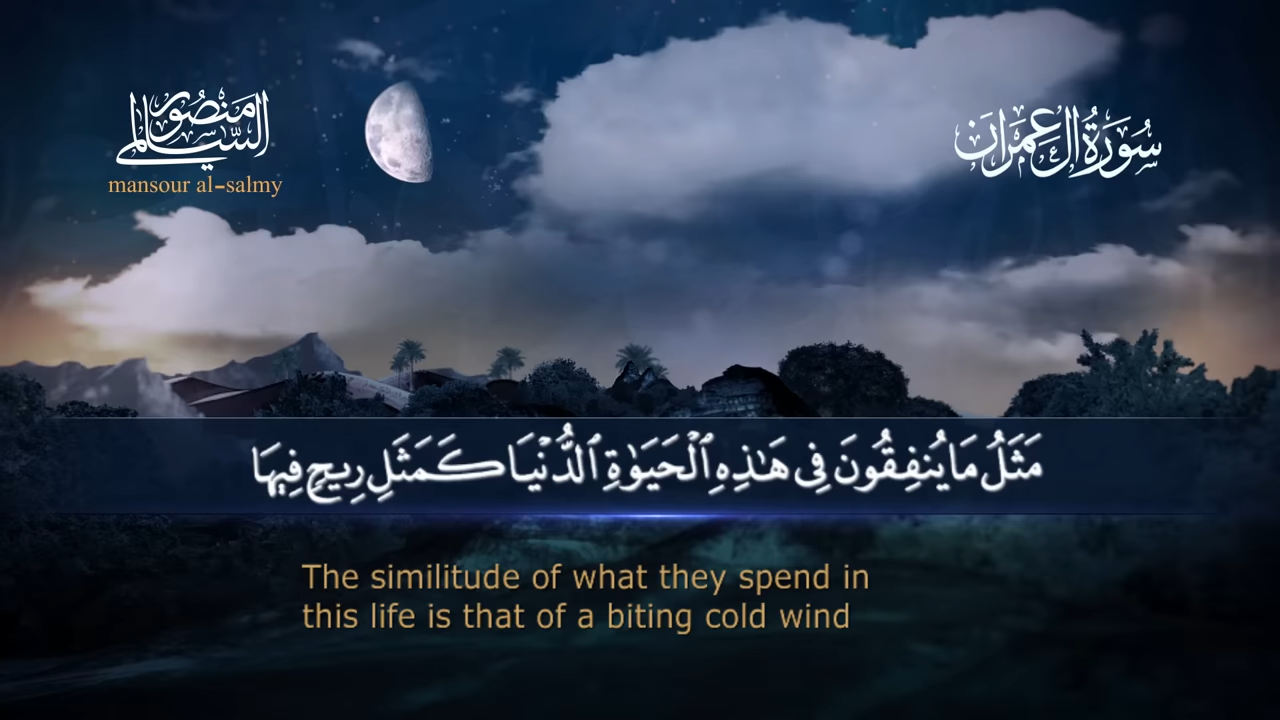 منصور السالمي
mansour al-salmy
سُورَةُ آلِ عِمْرَانَ
مَثَلُ مَا يُنفِقُونَ فِى هَـٰذِهِ ٱلْحَيَوٰةِ ٱلدُّنْيَا كَمَثَلِ رِيحٍ فِيهَا
The similitude of what they spend in
this life is that of a biting cold wind